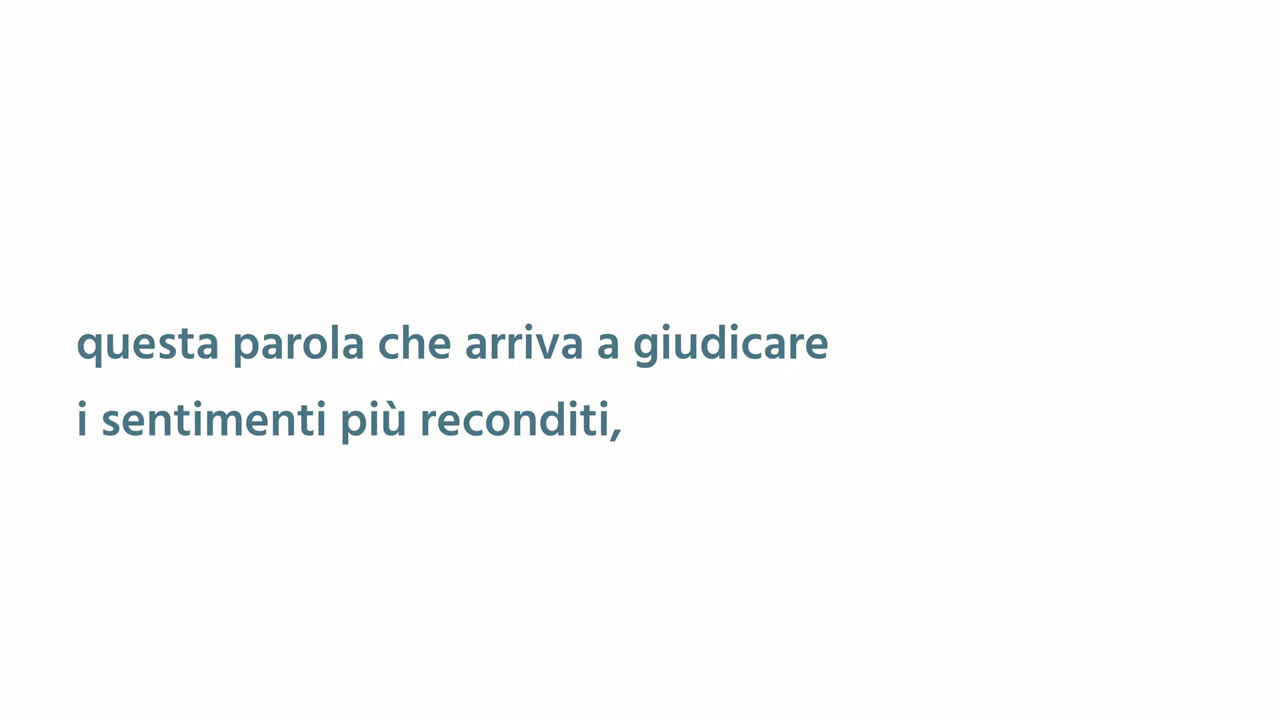 questa parola che arriva a giudicare
i sentimenti più reconditi,